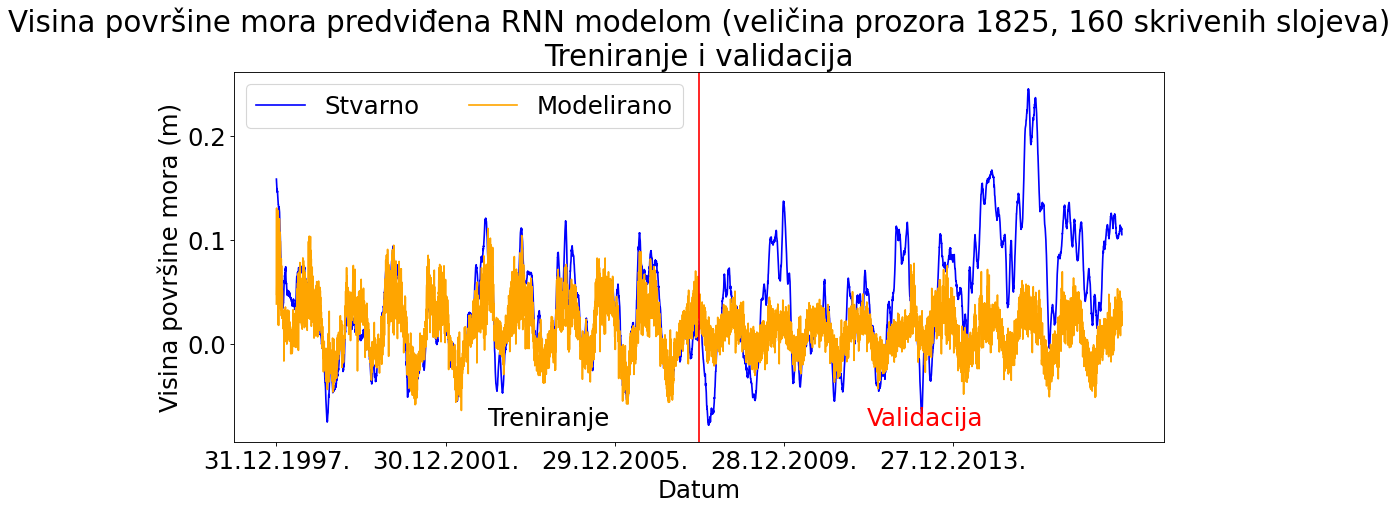 Visina površine mora predviđena RNN modelom (veličina prozora 1825, 160 skrivenih slojeva)
Treniranje i validacija
Stvarno
Modelirano
Visina površine mora (m)
0.2
0.1
0.0
Treniranje
Validacija
31.12.1997.
30.12.2001.
29.12.2005.
28.12.2009.
27.12.2013.
Datum